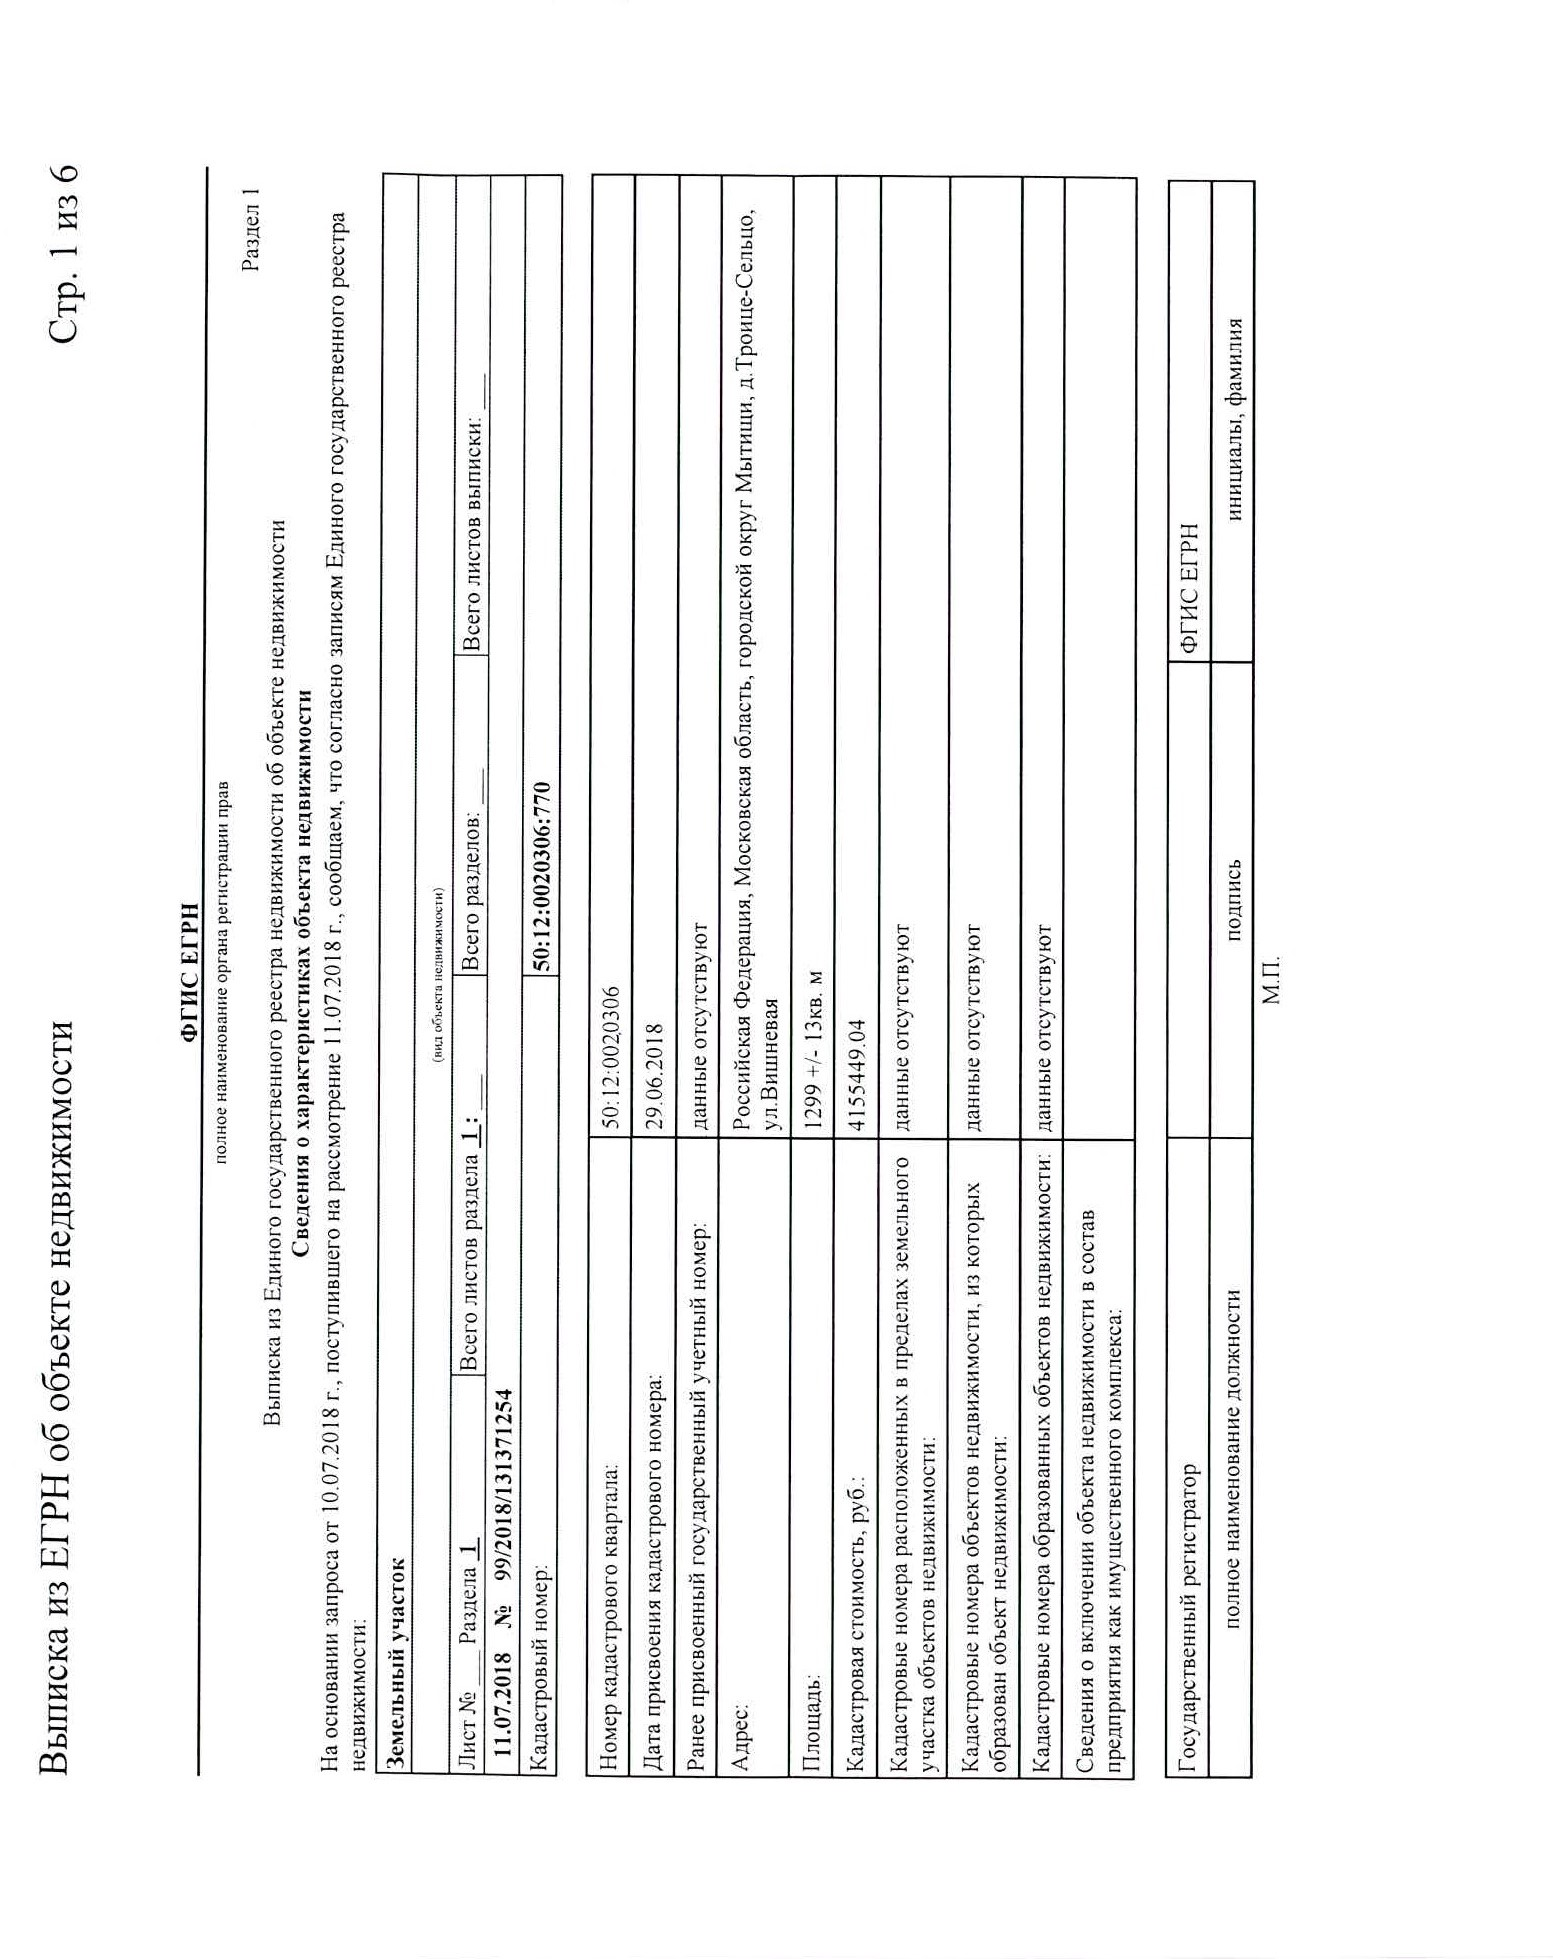 Выписка из ЕГРН об объекте недвижимости Стр. 1 из 6
ФГИС ЕГРН
полное наименование органа регистрации прав
Раздел 1
Выписка из Единого государственного реестра недвижимости об объекте недвижимости
Сведения о характеристиках объекта недвижимости
На основании запроса от 10.07.2018 г., поступившего на рассмотрение 11.07.2018 г., сообщаем, что согласно записям Единого государственного реестра
недвижимости:
Земельный участок
(вид объекта недвижимости)
Лист № ___ Раздела 1 Всего листов раздела 1 : ___ Всего разделов: ___ Всего листов выписки: ___
11.07.2018 № 99/2018/131371254
Кадастровый номер: 50:12:0020306:770
Номер кадастрового квартала: 50:12:0020306
Дата присвоения кадастрового номера: 29.06.2018
Ранее присвоенный государственный учетный номер: данные отсутствуют
Адрес: Российская Федерация, Московская область, городской округ Мытищи, д.Троице-Сельцо,
ул.Вишневая
Площадь: 1299 +/- 13кв. м
Кадастровая стоимость, руб.: 4155449.04
Кадастровые номера расположенных в пределах земельного данные отсутствуют
участка объектов недвижимости:
Кадастровые номера объектов недвижимости, из которых данные отсутствуют
образован объект недвижимости:
Кадастровые номера образованных объектов недвижимости: данные отсутствуют
Сведения о включении объекта недвижимости в состав
предприятия как имущественного комплекса:
Государственный регистратор ФГИС ЕГРН
полное наименование должности подпись инициалы, фамилия
М.П.